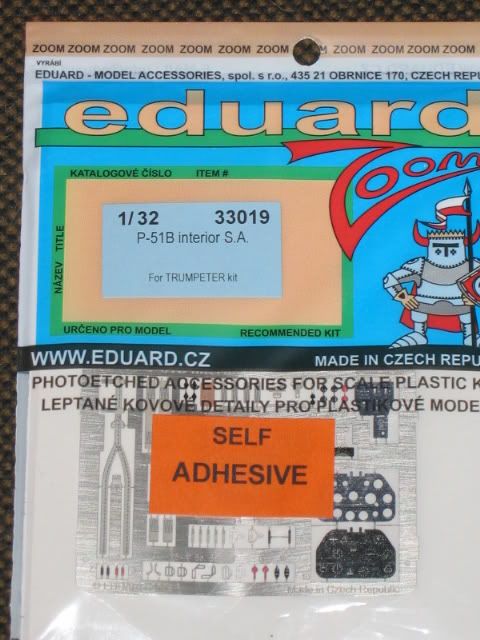 ZOOM ZOOM ZOOM ZOOM ZOOM ZOOM ZOOM ZOOM ZOOM ZOOM
VYRÁBÍ
EDUARD - MODEL ACCESSORIES, spol. s r.o., 435 21 OBRNICE 170, CZECH REPU
eduard
Zoom
KATALOGOVÉ ČÍSLO ITEM #
1/32 33019
P-51B interior S.A.
For TRUMPETER kit
NÁZEV TITLE
URČENO PRO MODEL RECOMMENDED KIT
WWW.EDUARD.CZ MADE IN CZECH REPU
PHOTOETCHED ACCESSORIES FOR SCALE PLASTIC K
LEPTANÉ KOVOVÉ DETAILY PRO PLASTIKOVÉ MODE
SELF
ADHESIVE
Made in Czech Republic